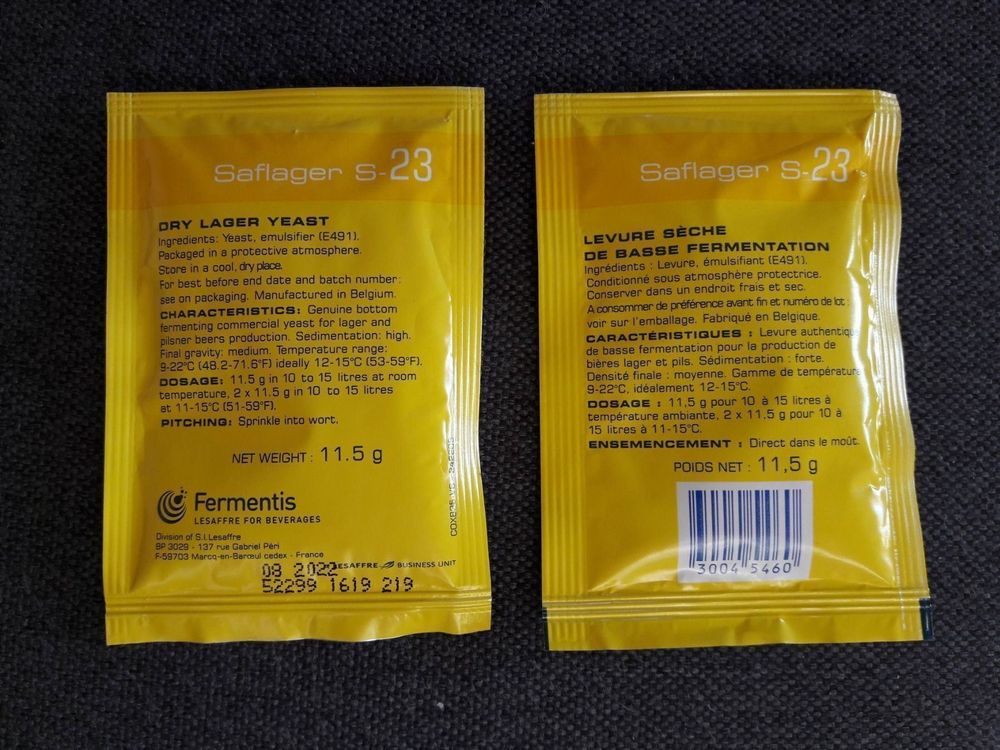 Saflager S-23
DRY LAGER YEAST
Ingredients: Yeast, emulsifier (E491).
Packaged in a protective atmosphere.
Store in a cool, dry place.
For best before end date and batch number:
see on packaging. Manufactured in Belgium.
CHARACTERISTICS: Genuine bottom
fermenting commercial yeast for lager and
pilsner beers production. Sedimentation: high.
Final gravity: medium. Temperature range:
9-22°C (48.2-71.6°F) ideally 12-15°C (53-59°F).
DOSAGE: 11.5 g in 10 to 15 litres at room
temperature, 2 x 11.5 g in 10 to 15 litres
at 11-15°C (51-59°F).
PITCHING: Sprinkle into wort.
NET WEIGHT : 11.5 g
Fermentis
LESAFFRE FOR BEVERAGES
Division of S.I.Lesaffre
BP 3029 - 137 rue Gabriel Péri
F-59703 Marcq-en-Barœul cedex - France
LESAFFRE BUSINESS UNIT
08 2022
52299 1619 219
Saflager S-23
LEVURE SÈCHE
DE BASSE FERMENTATION
Ingrédients : Levure, émulsifiant (E491).
Conditionné sous atmosphère protectrice.
Conserver dans un endroit frais et sec.
A consommer de préférence avant fin et numéro de lot :
voir sur l'emballage. Fabriqué en Belgique.
CARACTÉRISTIQUES : Levure authentique
de basse fermentation pour la production de
bières lager et pils. Sédimentation : forte.
Densité finale : moyenne. Gamme de température
9-22°C, idéalement 12-15°C.
DOSAGE : 11,5 g pour 10 à 15 litres à
température ambiante, 2 x 11.5 g pour 10 à
15 litres à 11-15°C.
ENSEMENCEMENT : Direct dans le moût.
POIDS NET : 11,5 g
3004 5460